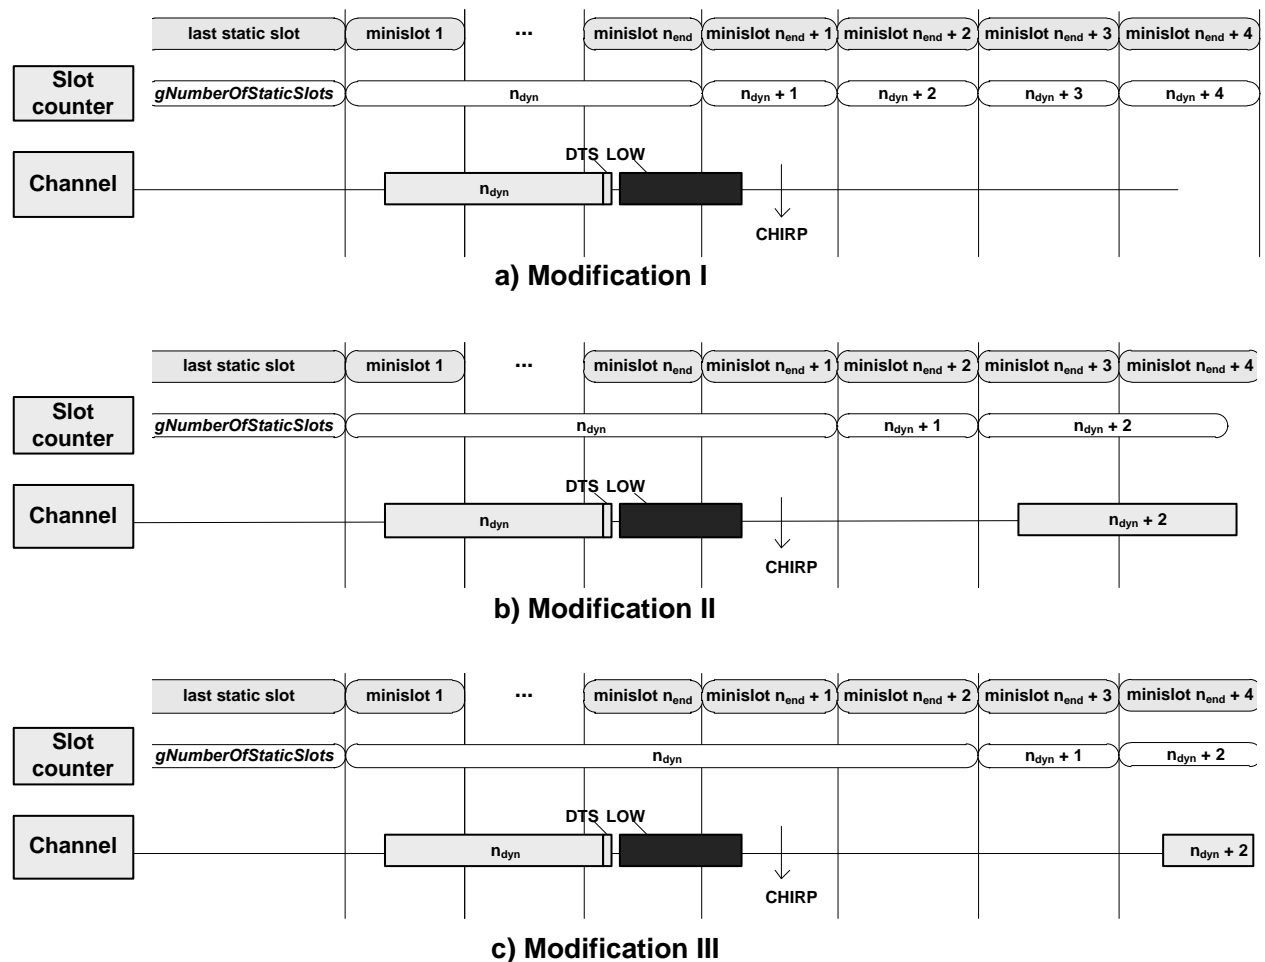 last static slot minislot 1 ... minislot nend minislot nend + 1 minislot nend + 2 minislot nend + 3 minislot nend + 4
Slot
counter
gNumberOfStaticSlots ndyn ndyn + 1 ndyn + 2 ndyn + 3 ndyn + 4
DTS LOW
Channel
ndyn
CHIRP
a) Modification I
last static slot minislot 1 ... minislot nend minislot nend + 1 minislot nend + 2 minislot nend + 3 minislot nend + 4
Slot
counter
gNumberOfStaticSlots ndyn ndyn + 1 ndyn + 2
DTS LOW
Channel
ndyn ndyn + 2
CHIRP
b) Modification II
last static slot minislot 1 ... minislot nend minislot nend + 1 minislot nend + 2 minislot nend + 3 minislot nend + 4
Slot
counter
gNumberOfStaticSlots ndyn ndyn + 1 ndyn + 2
DTS LOW
Channel
ndyn ndyn + 2
CHIRP
c) Modification III